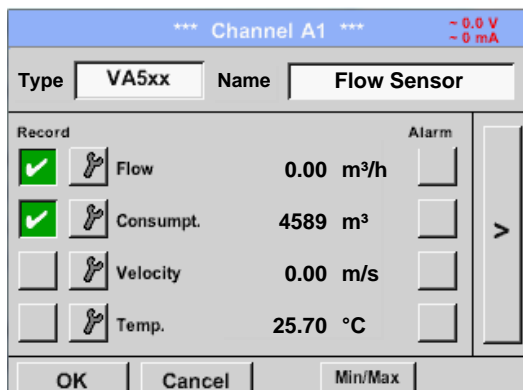 *** Channel A1 *** ~ 0.0 V
~ 0 mA
Type VA5xx Name Flow Sensor
Record Alarm
Flow 0.00 m³/h
Consumpt. 4589 m³
Velocity 0.00 m/s
Temp. 25.70 °C
>
OK Cancel Min/Max